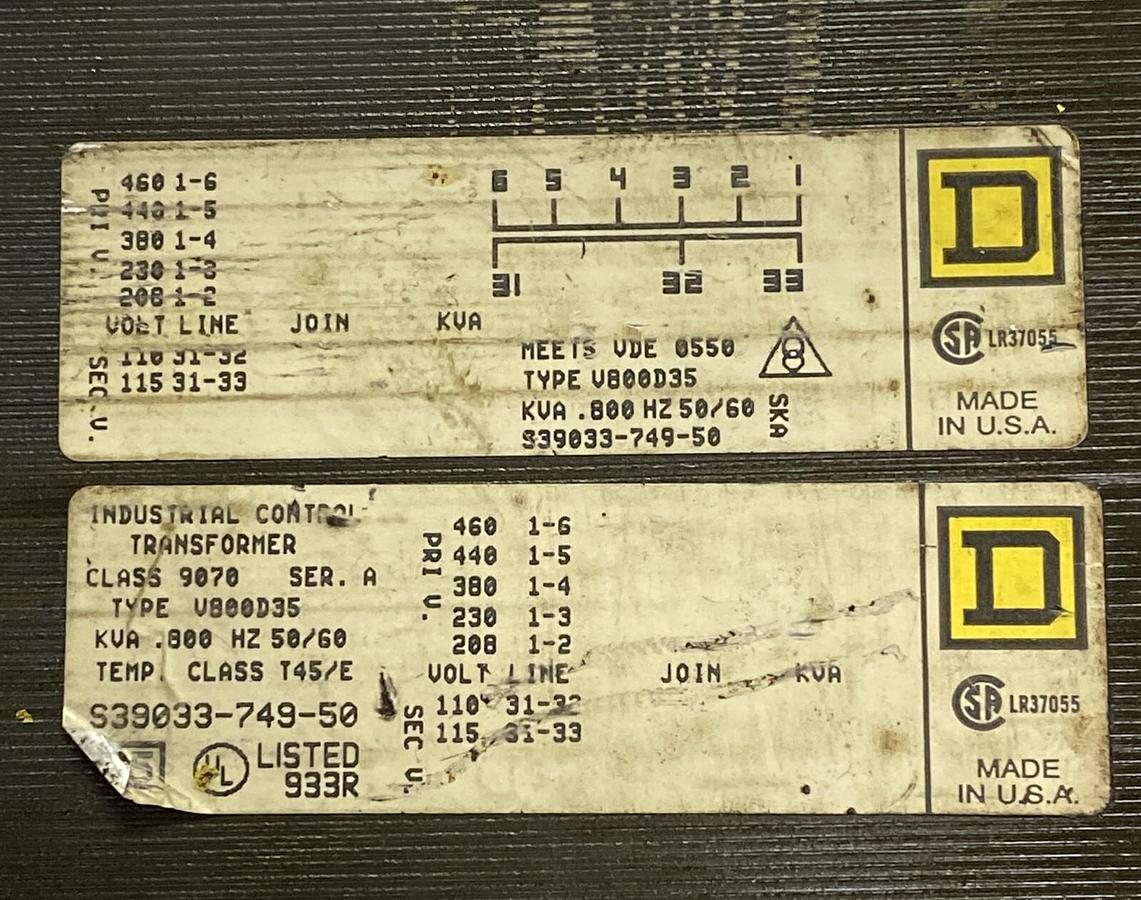 PRI V.
460 1-6
440 1-5
380 1-4
230 1-3
208 1-2
VOLT LINE JOIN KVA
SEC V.
110 31-32
115 31-33
6 5 4 3 2 1
31 32 33
MEETS VDE 0550
TYPE V800D35
KVA .800 HZ 50/60
S39033-749-50
8
SKA
D
SA LR37055
MADE
IN U.S.A.
INDUSTRIAL CONTROL
TRANSFORMER
CLASS 9070 SER. A
TYPE V800D35
KVA .800 HZ 50/60
TEMP. CLASS T45/E
S39033-749-50
UL LISTED
933R
PRI V.
460 1-6
440 1-5
380 1-4
230 1-3
208 1-2
VOLT LINE JOIN KVA
SEC V.
110 31-32
115 31-33
D
SA LR37055
MADE
IN U.S.A.